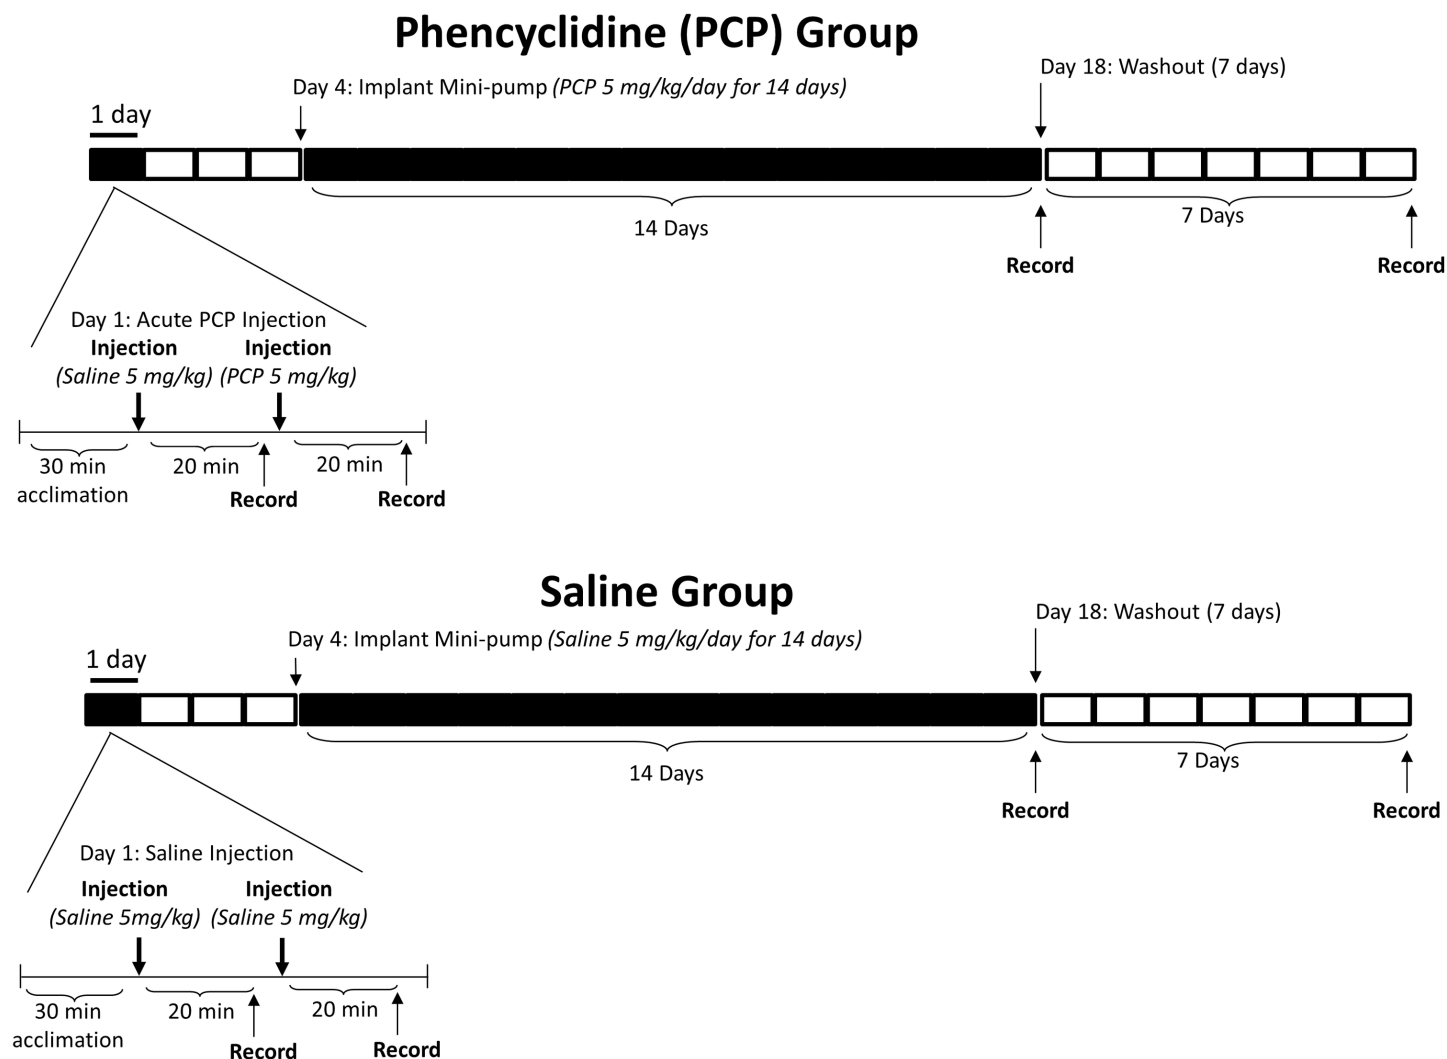 Phencyclidine (PCP) Group
Day 18: Washout (7 days)
Day 4: Implant Mini-pump (PCP 5 mg/kg/day for 14 days)
1 day
14 Days
7 Days
Record
Record
Day 1: Acute PCP Injection
Injection
Injection
(Saline 5 mg/kg)
(PCP 5 mg/kg)
30 min
acclimation
20 min
20 min
Record
Record
Saline Group
Day 18: Washout (7 days)
Day 4: Implant Mini-pump (Saline 5 mg/kg/day for 14 days)
1 day
14 Days
7 Days
Record
Record
Day 1: Saline Injection
Injection
Injection
(Saline 5mg/kg)
(Saline 5 mg/kg)
30 min
acclimation
20 min
20 min
Record
Record